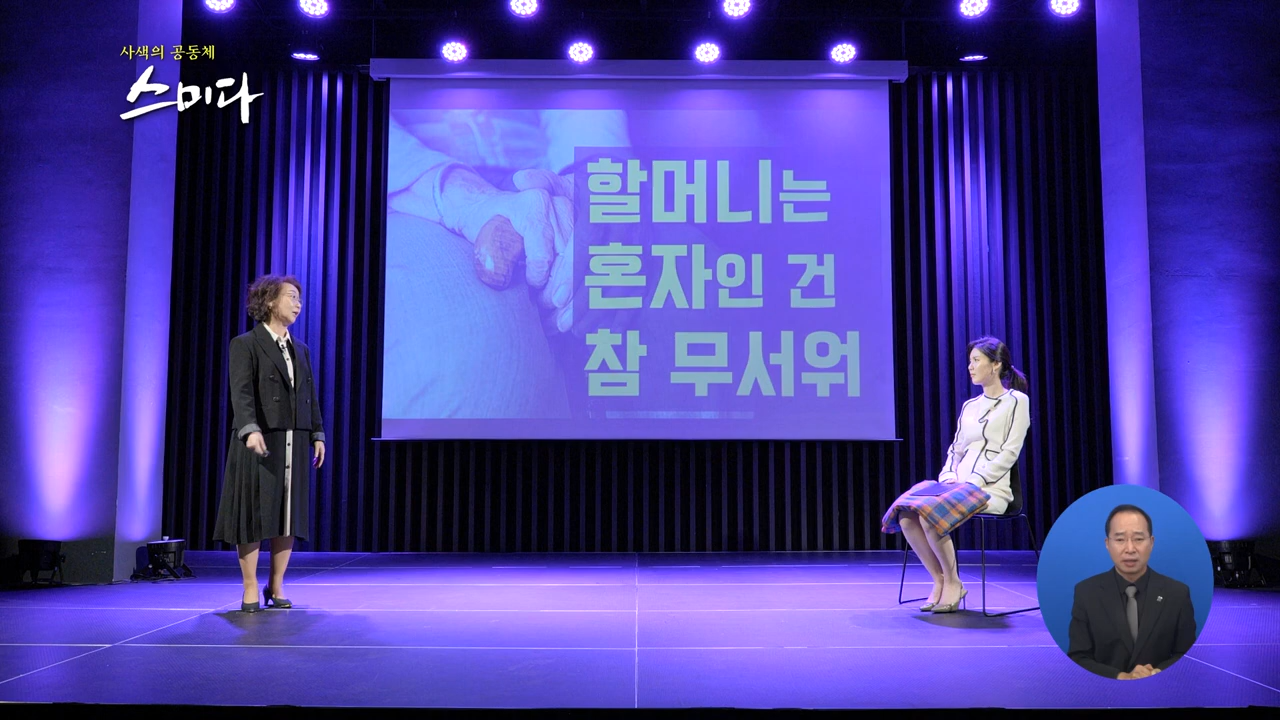 사색의 공동체
스미다
할머니는
혼자인 건
참 무서워